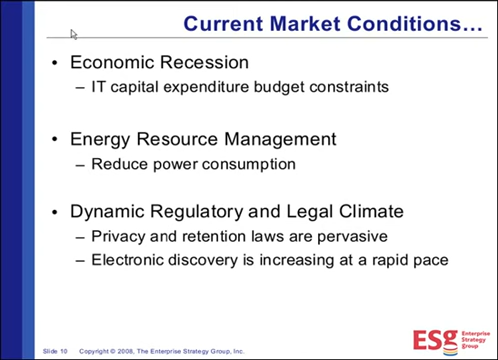 Current Market Conditions…
• Economic Recession
– IT capital expenditure budget constraints
• Energy Resource Management
– Reduce power consumption
• Dynamic Regulatory and Legal Climate
– Privacy and retention laws are pervasive
– Electronic discovery is increasing at a rapid pace
Slide 10 Copyright © 2008, The Enterprise Strategy Group, Inc.
ESg
Enterprise
Strategy
Group